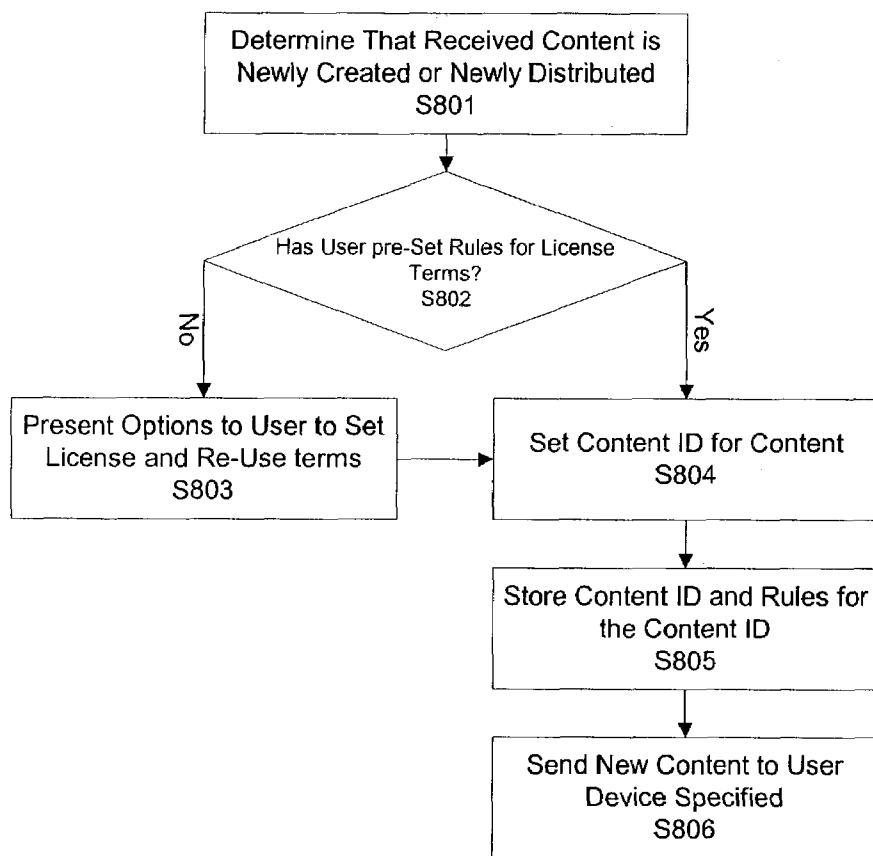 Determine That Received Content is
Newly Created or Newly Distributed
S801
Has User pre-Set Rules for License
Terms?
S802
No
Yes
Present Options to User to Set
License and Re-Use terms
S803
Set Content ID for Content
S804
Store Content ID and Rules for
the Content ID
S805
Send New Content to User
Device Specified
S806